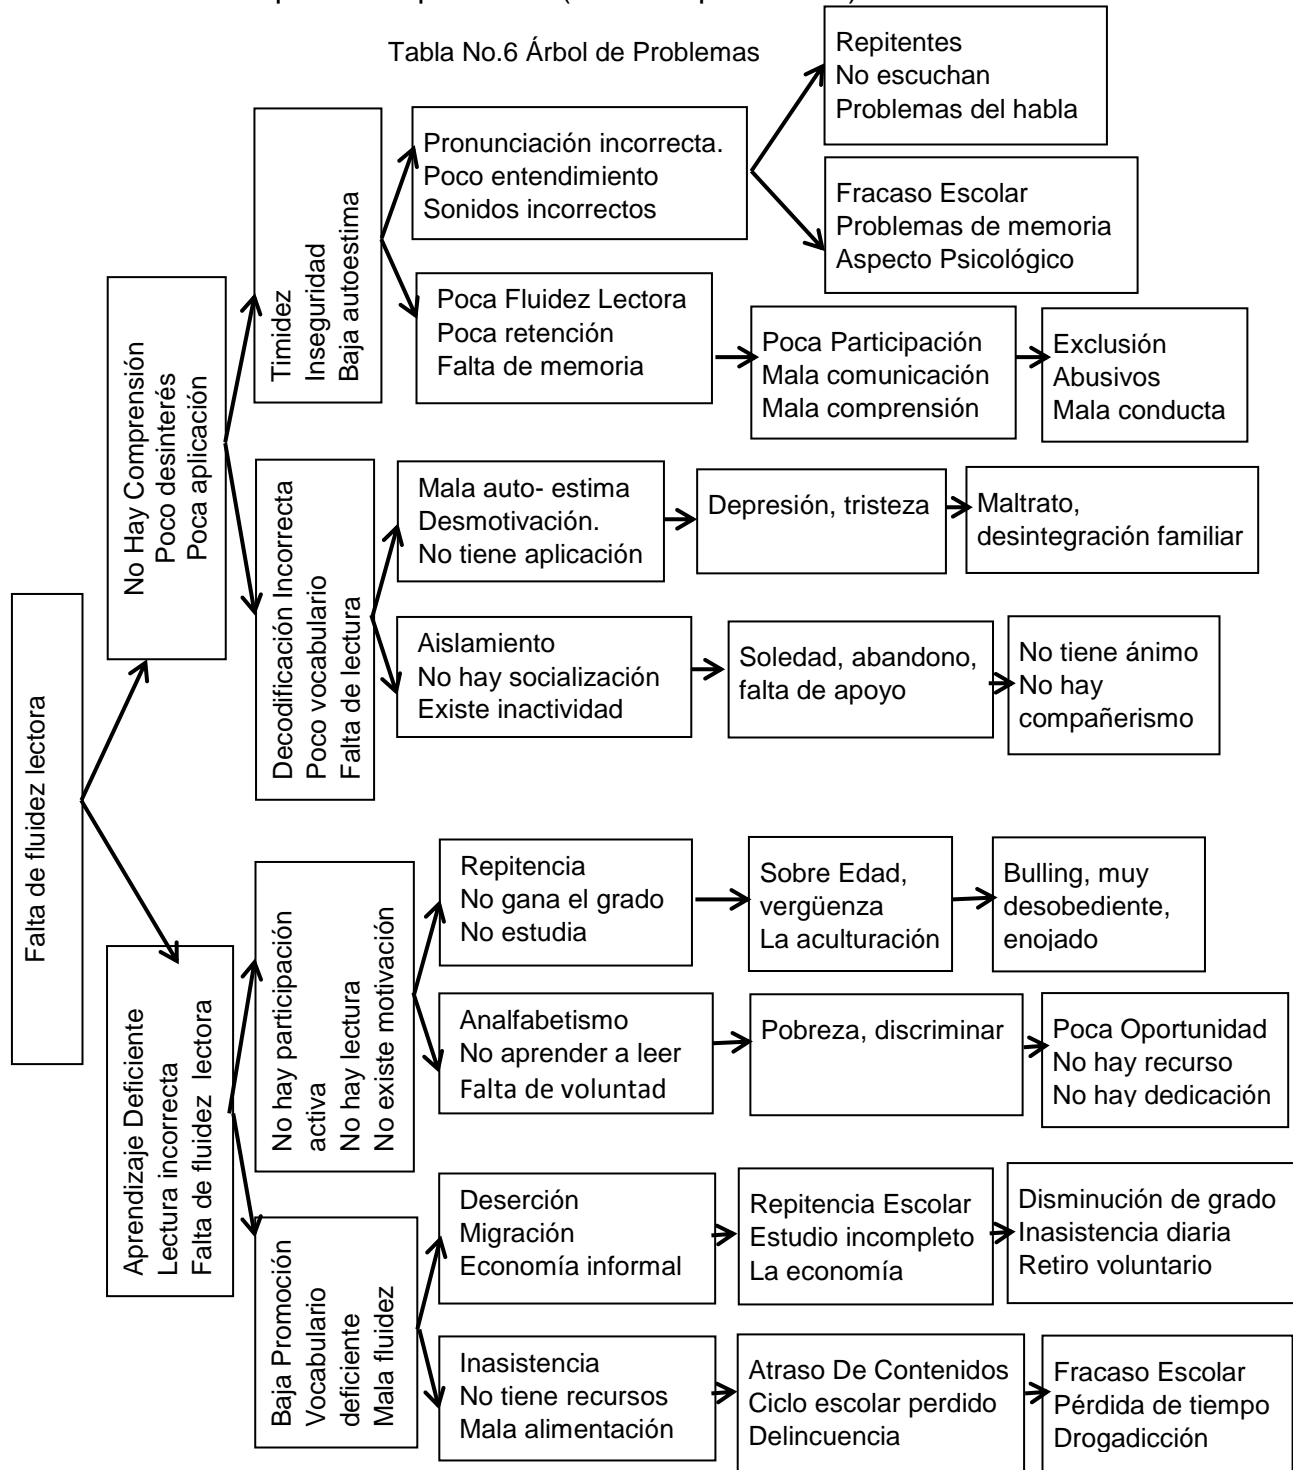 Tabla No.6 Árbol de Problemas
Falta de fluidez lectora
No Hay Comprensión
Poco desinterés
Poca aplicación
Timidez
Inseguridad
Baja autoestima
Pronunciación incorrecta.
Poco entendimiento
Sonidos incorrectos
Repitentes
No escuchan
Problemas del habla
Fracaso Escolar
Problemas de memoria
Aspecto Psicológico
Poca Fluidez Lectora
Poca retención
Falta de memoria
Poca Participación
Mala comunicación
Mala comprensión
Exclusión
Abusivos
Mala conducta
Decodificación Incorrecta
Poco vocabulario
Falta de lectura
Mala auto- estima
Desmotivación.
No tiene aplicación
Depresión, tristeza
Maltrato,
desintegración familiar
Aislamiento
No hay socialización
Existe inactividad
Soledad, abandono,
falta de apoyo
No tiene ánimo
No hay
compañerismo
Aprendizaje Deficiente
Lectura incorrecta
Falta de fluidez lectora
No hay participación
activa
No hay lectura
No existe motivación
Repitencia
No gana el grado
No estudia
Sobre Edad,
vergüenza
La aculturación
Bulling, muy
desobediente,
enojado
Analfabetismo
No aprender a leer
Falta de voluntad
Pobreza, discriminar
Poca Oportunidad
No hay recurso
No hay dedicación
Baja Promoción
Vocabulario
deficiente
Mala fluidez
Deserción
Migración
Economía informal
Repitencia Escolar
Estudio incompleto
La economía
Disminución de grado
Inasistencia diaria
Retiro voluntario
Inasistencia
No tiene recursos
Mala alimentación
Atraso De Contenidos
Ciclo escolar perdido
Delincuencia
Fracaso Escolar
Pérdida de tiempo
Drogadicción